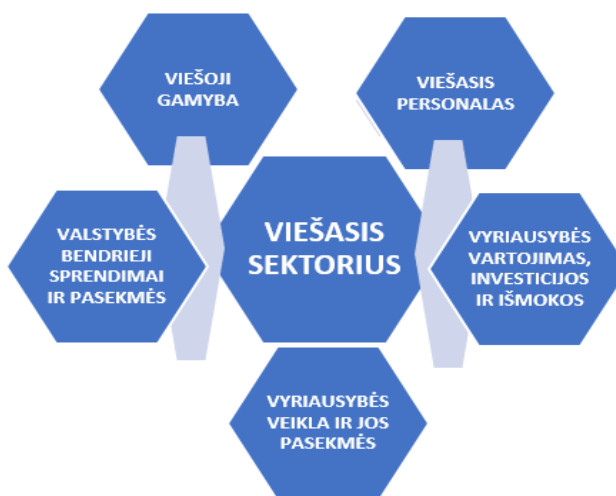 VIEŠOJI
GAMYBA
VIEŠASIS
PERSONALAS
VALSTYBĖS
BENDRIEJI
SPRENDIMAI
IR PASEKMĖS
VIEŠASIS
SEKTORIUS
VYRIAUSYBĖS
VARTOJIMAS,
INVESTICIJOS
IR IŠMOKOS
VYRIAUSYBĖS
VEIKLA IR JOS
PASEKMĖS